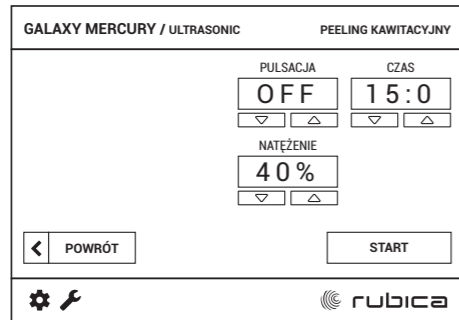 GALAXY MERCURY / ULTRASONIC PEELING KAWITACYJNY
PULSACJA CZAS
OFF 15:0
NATĘŻENIE
40%
POWRÓT START
rubica